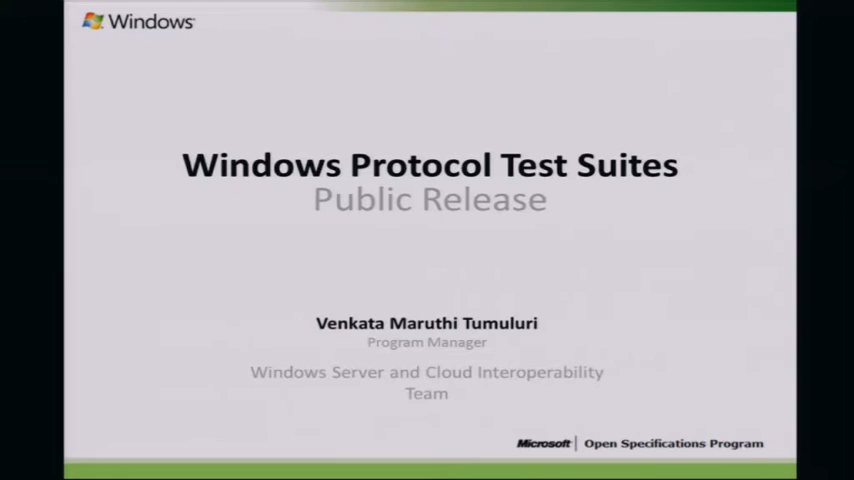 Windows
Windows Protocol Test Suites
Public Release
Venkata Maruthi Tumuluri
Program Manager
Windows Server and Cloud Interoperability
Team
Microsoft | Open Specifications Program